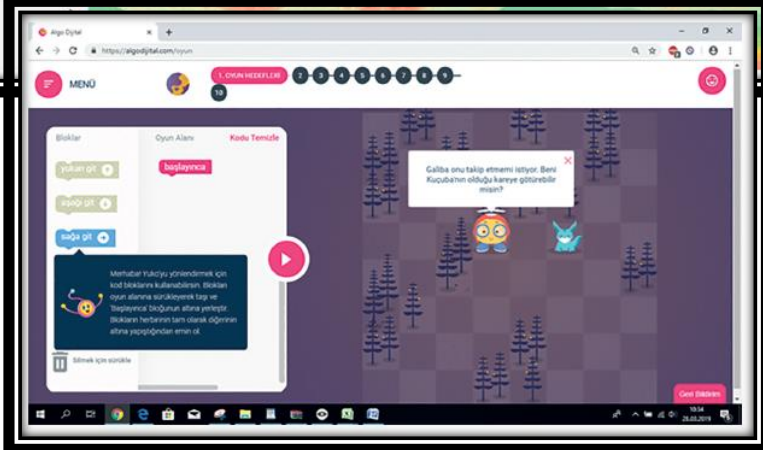 Algo Dijital
https://algodijital.com/oyun
MENÜ
1. OYUN HEDEFLERİ 2 3 4 5 6 7 8 9
10
Bloklar
Oyun Alanı
Kodu Temizle
yukarı git
başlayınca
aşağı git
sağa git
Merhaba! Yuko'yu yönlendirmek için
kod bloklarını kullanabilirsin. Blokları
oyun alanına sürükleyerek taşı ve
'Başlayınca' bloğunun altına yerleştir.
Blokların herbirinin tam olarak diğerinin
altına yapıştığından emin ol.
Silmek için sürükle
Galiba onu takip etmemi istiyor. Beni
Kuçuba'nın olduğu kareye götürebilir
misin?
Geri Bildirim
10:54
28.03.2019